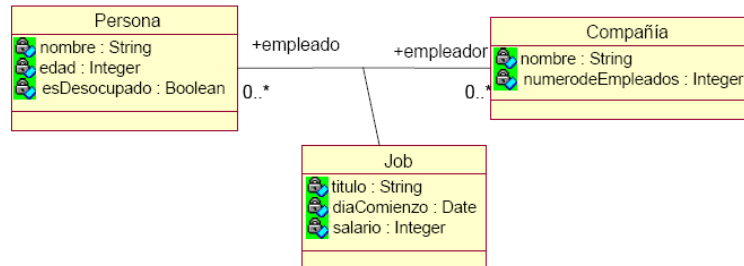 Persona
nombre : String
edad : Integer
esDesocupado : Boolean
+empleado
0..*
+empleador
0..*
Compañía
nombre : String
numerodeEmpleados : Integer
Job
titulo : String
diaComienzo : Date
salario : Integer